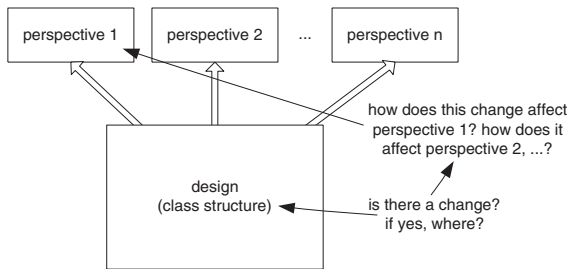 perspective 1
perspective 2
...
perspective n
how does this change affect
perspective 1? how does it
affect perspective 2, ...?
design
(class structure)
is there a change?
if yes, where?